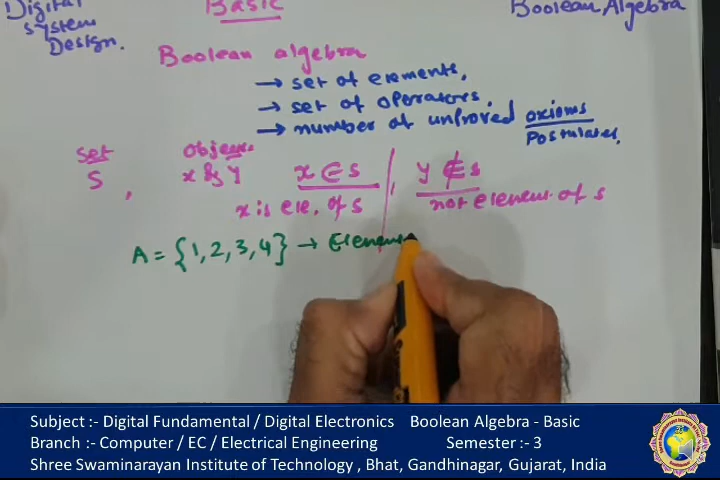 Digital
System
Design.
Basic
Boolean Algebra
Boolean algebra
→ set of elements,
→ set of operators.
→ number of unproved axioms
Postulates.
set
S ,
objects
x & y
x ∈ S
x is ele. of S
y ∉ S
not element of S
A = {1, 2, 3, 4} → Elemen
Subject :- Digital Fundamental / Digital Electronics Boolean Algebra - Basic
Branch :- Computer / EC / Electrical Engineering Semester :- 3
Shree Swaminarayan Institute of Technology , Bhat, Gandhinagar, Gujarat, India